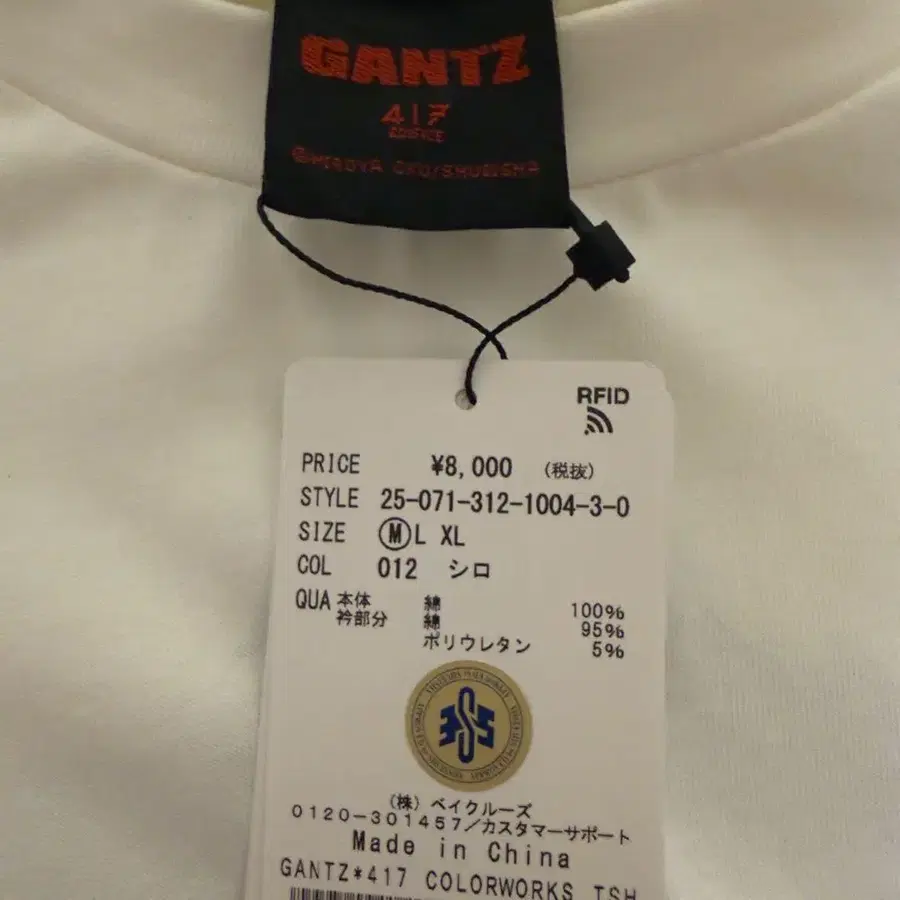 GANTZ
417
EDIFICE
©HIROYA OKU/SHUEISHA
RFID
PRICE ¥8,000 (税抜)
STYLE 25-071-312-1004-3-0
SIZE Ⓜ L XL
COL 012 シロ
QUA 本体 綿 100%
衿部分 綿 95%
ポリウレタン 5%
(株) ベイクルーズ
0120-301457/カスタマーサポート
Made in China
GANTZ*417 COLORWORKS TSH